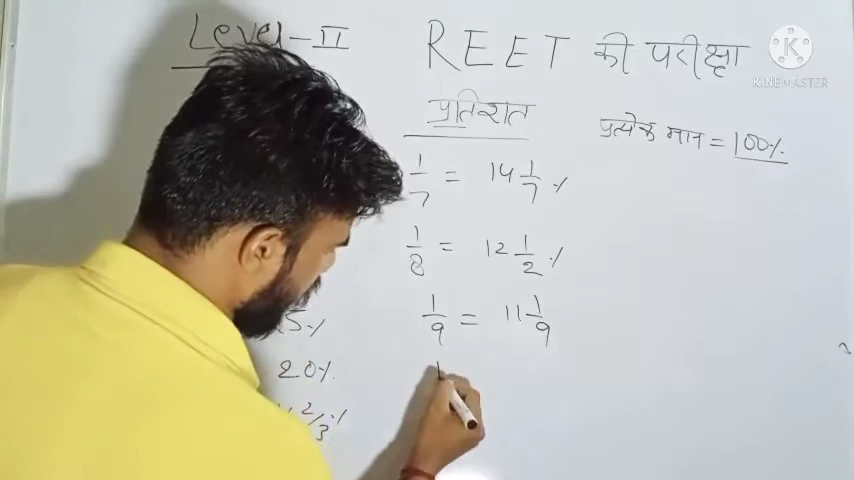 Level-II
REET की परीक्षा
KINEMASTER
प्रतिशत
प्रत्येक मान = 100%
1/7 = 14 1/7 %
1/8 = 12 1/2 %
1/9 = 11 1/9
5%
20%
2/3 %